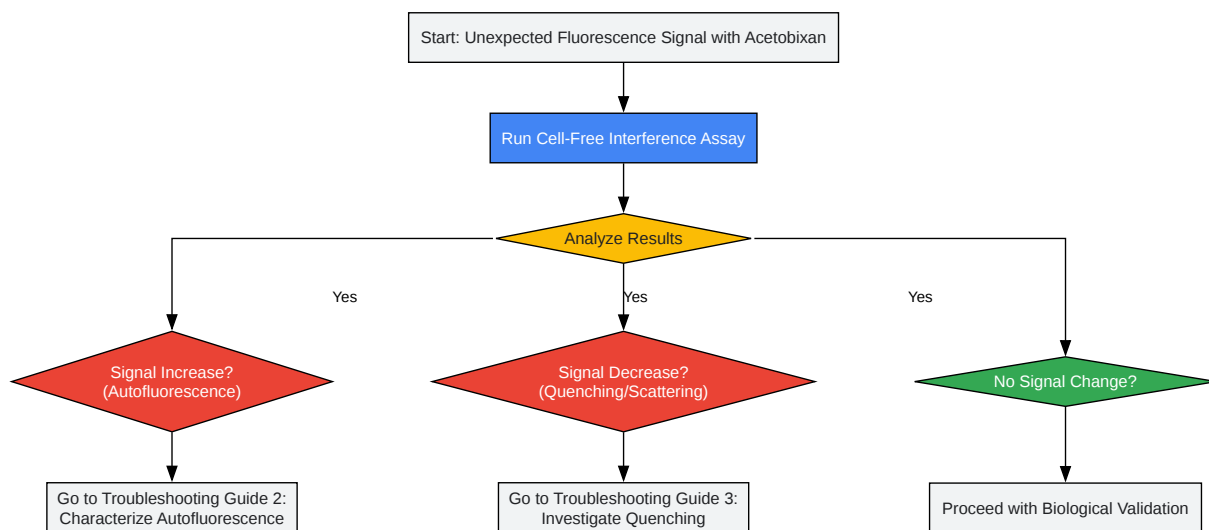 Start: Unexpected Fluorescence Signal with Acetobixan
Run Cell-Free Interference Assay
Analyze Results
Yes
Yes
Yes
Signal Increase?
(Autofluorescence)
Signal Decrease?
(Quenching/Scattering)
No Signal Change?
Go to Troubleshooting Guide 2:
Characterize Autofluorescence
Go to Troubleshooting Guide 3:
Investigate Quenching
Proceed with Biological Validation